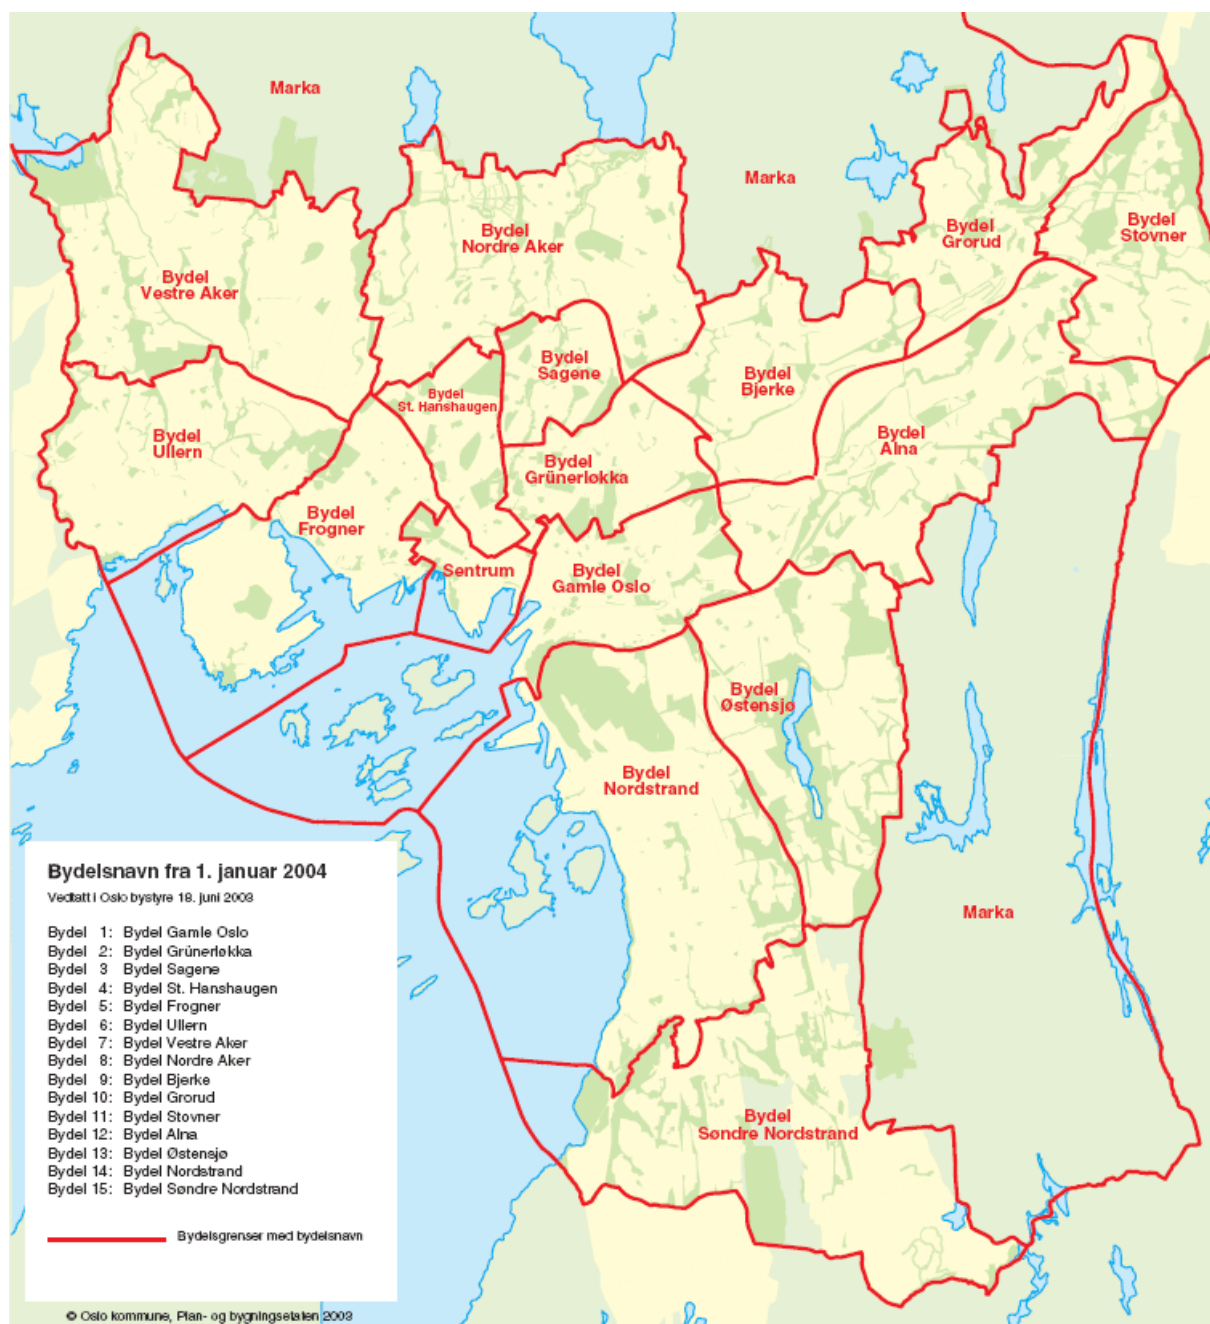 Marka
Marka
Bydel
Nordre Aker
Bydel
Grorud
Bydel
Stovner
Bydel
Vestre Aker
Bydel
Sagene
Bydel
Bjerke
Bydel
St. Hanshaugen
Bydel
Ullern
Bydel
Alna
Bydel
Grünerløkka
Bydel
Frogner
Sentrum
Bydel
Gamle Oslo
Bydel
Østensjø
Bydel
Nordstrand
Marka
Bydel
Søndre Nordstrand
Bydelsnavn fra 1. januar 2004
Vedtatt i Oslo bystyre 18. juni 2003
Bydel 1: Bydel Gamle Oslo
Bydel 2: Bydel Grünerløkka
Bydel 3 Bydel Sagene
Bydel 4: Bydel St. Hanshaugen
Bydel 5: Bydel Frogner
Bydel 6: Bydel Ullern
Bydel 7: Bydel Vestre Aker
Bydel 8: Bydel Nordre Aker
Bydel 9: Bydel Bjerke
Bydel 10: Bydel Grorud
Bydel 11: Bydel Stovner
Bydel 12: Bydel Alna
Bydel 13: Bydel Østensjø
Bydel 14: Bydel Nordstrand
Bydel 15: Bydel Søndre Nordstrand
Bydelsgrenser med bydelsnavn
© Oslo kommune, Plan- og bygningsetaten 2003